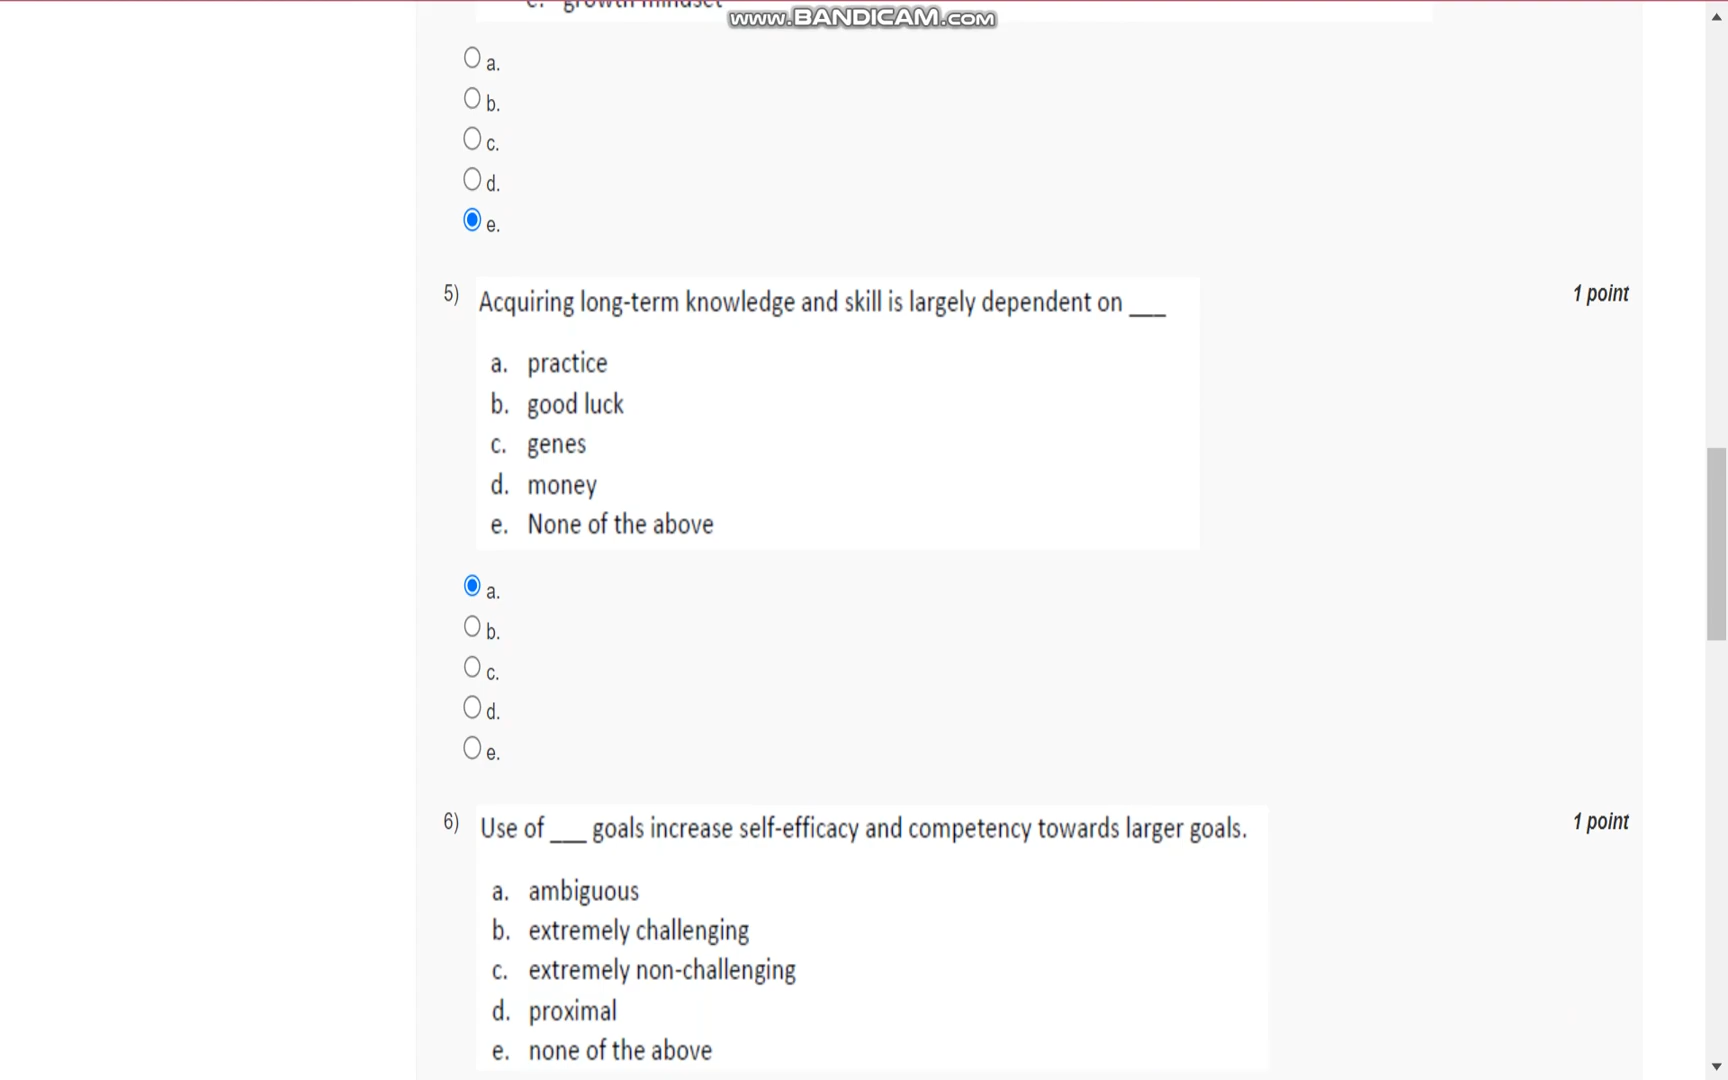 e. growth mindset
www.BANDICAM.com
a.
b.
c.
d.
e.
5) Acquiring long-term knowledge and skill is largely dependent on ___ 1 point
a. practice
b. good luck
c. genes
d. money
e. None of the above
a.
b.
c.
d.
e.
6) Use of ___ goals increase self-efficacy and competency towards larger goals. 1 point
a. ambiguous
b. extremely challenging
c. extremely non-challenging
d. proximal
e. none of the above